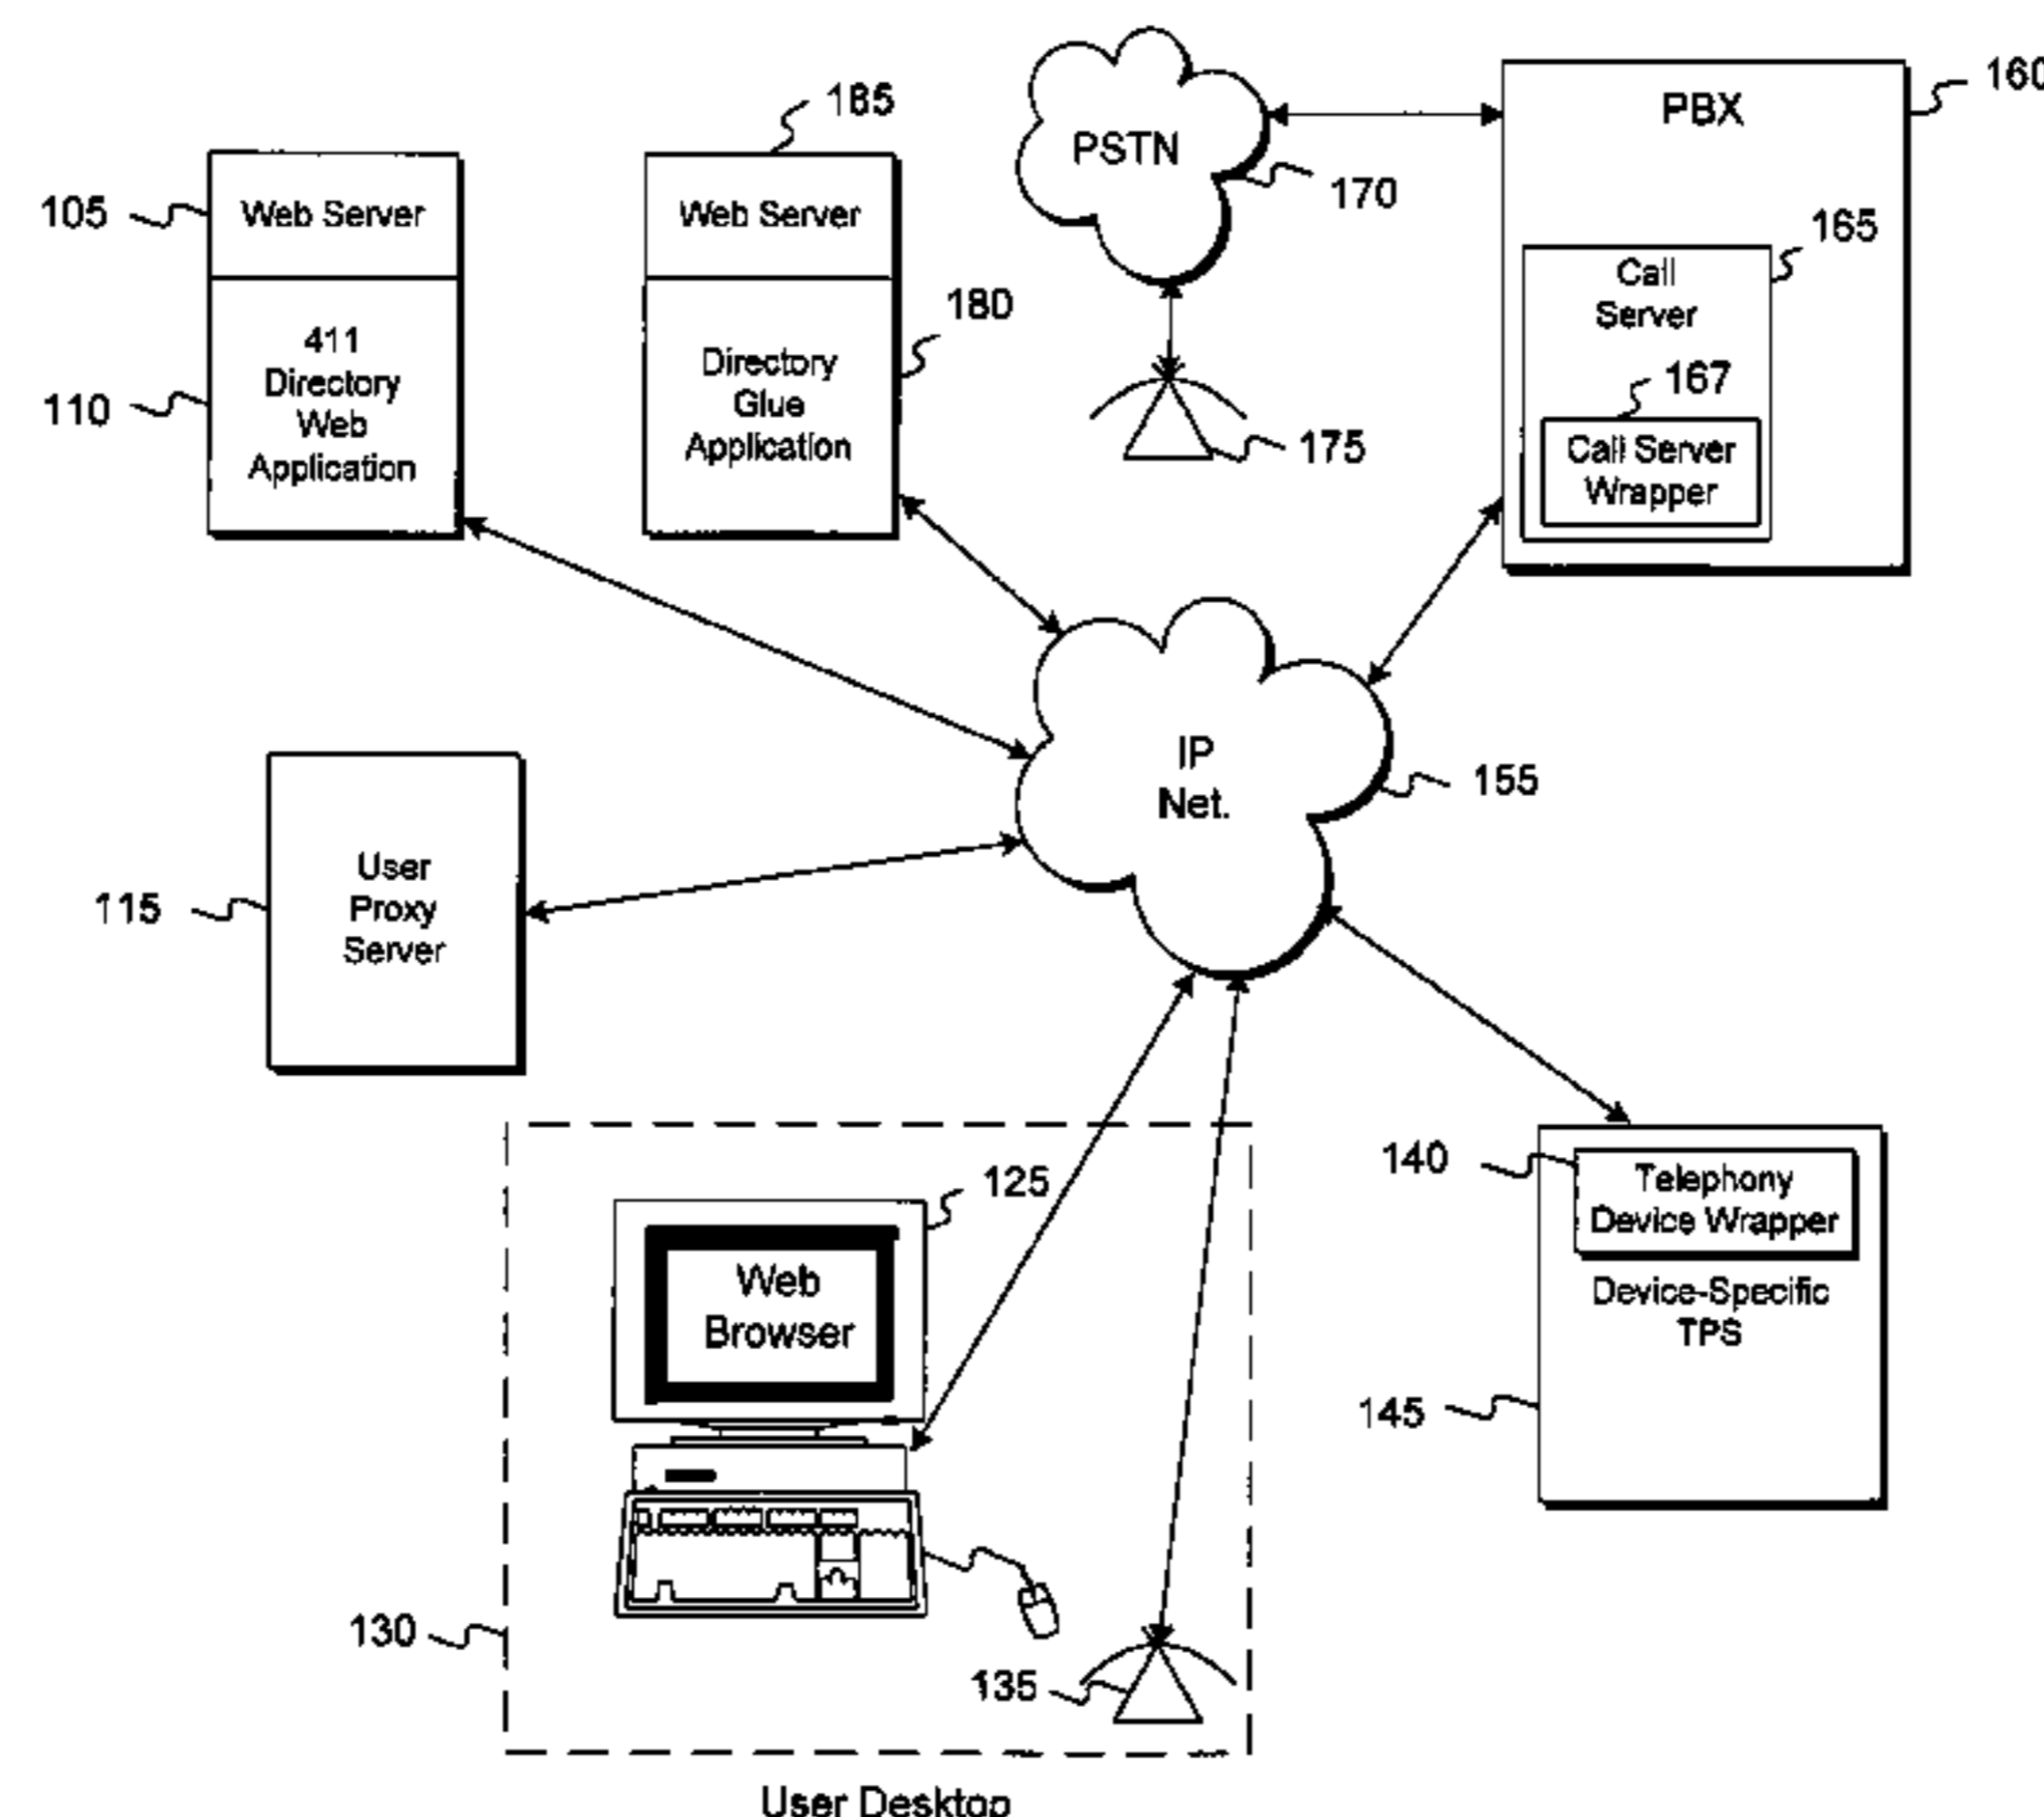 185
160
PBX
PSTN
170
105
Web Server
Web Server
165
Call
Server
180
411
Directory
Web
Application
110
Directory
Glue
Application
167
Call Server
Wrapper
175
IP
Net.
155
User
Proxy
Server
115
125
140
Telephony
Device Wrapper
Web
Browser
Device-Specific
TPS
145
130
135
User Desktop